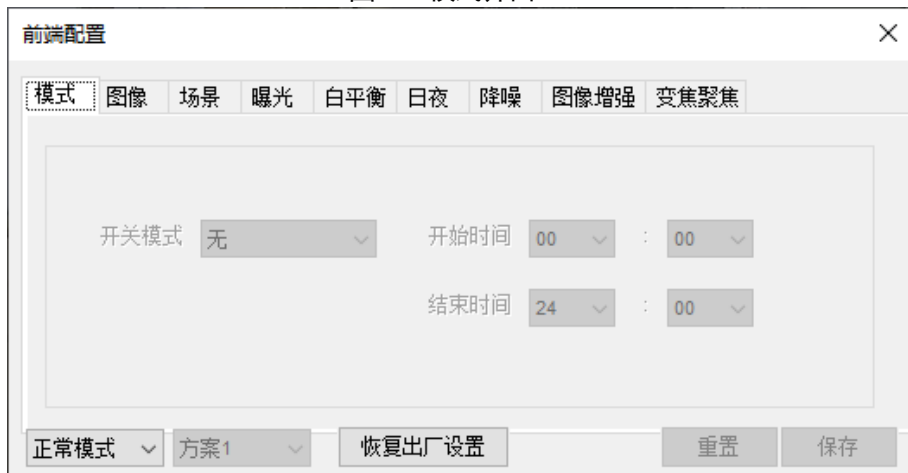 前端配置
模式 图像 场景 曝光 白平衡 日夜 降噪 图像增强 变焦聚焦
开关模式 无 开始时间 00 : 00
结束时间 24 : 00
正常模式 方案1 恢复出厂设置 重置 保存